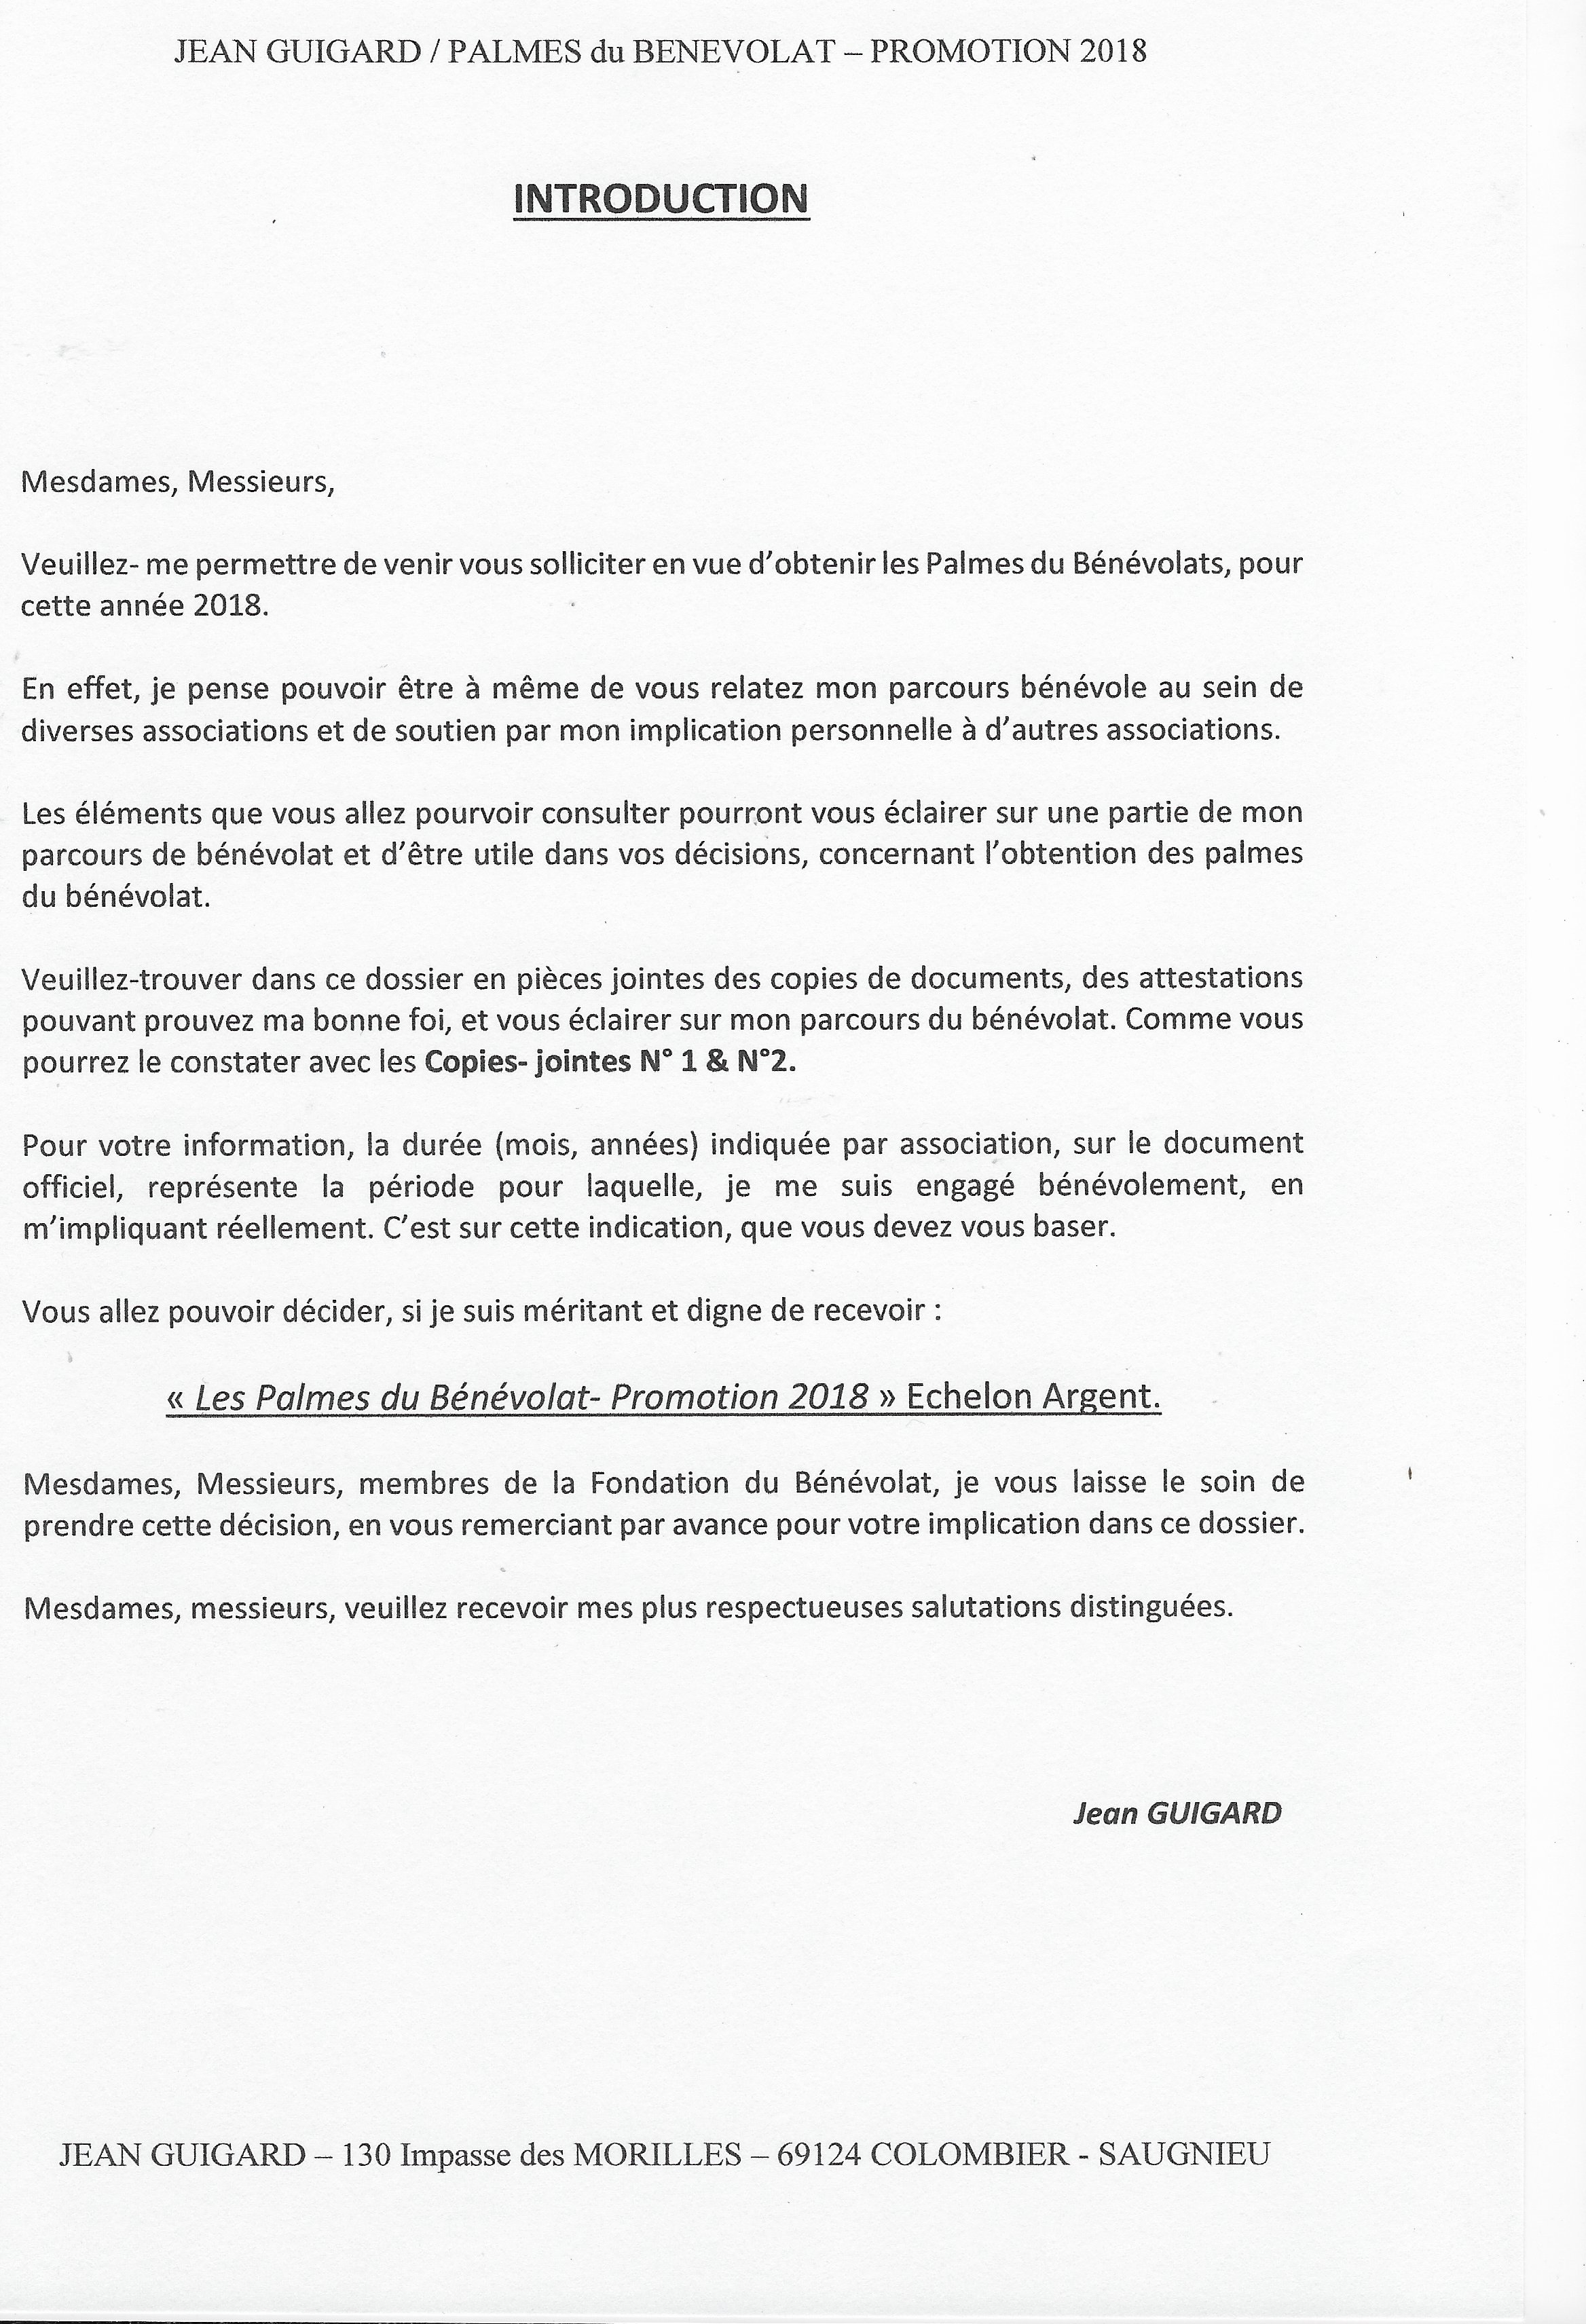 JEAN GUIGARD / PALMES du BENEVOLAT – PROMOTION 2018
INTRODUCTION
Mesdames, Messieurs,
Veuillez- me permettre de venir vous solliciter en vue d'obtenir les Palmes du Bénévolats, pour
cette année 2018.
En effet, je pense pouvoir être à même de vous relatez mon parcours bénévole au sein de
diverses associations et de soutien par mon implication personnelle à d'autres associations.
Les éléments que vous allez pourvoir consulter pourront vous éclairer sur une partie de mon
parcours de bénévolat et d'être utile dans vos décisions, concernant l'obtention des palmes
du bénévolat.
Veuillez-trouver dans ce dossier en pièces jointes des copies de documents, des attestations
pouvant prouvez ma bonne foi, et vous éclairer sur mon parcours du bénévolat. Comme vous
pourrez le constater avec les Copies- jointes N° 1 & N°2.
Pour votre information, la durée (mois, années) indiquée par association, sur le document
officiel, représente la période pour laquelle, je me suis engagé bénévolement, en
m'impliquant réellement. C'est sur cette indication, que vous devez vous baser.
Vous allez pouvoir décider, si je suis méritant et digne de recevoir :
« Les Palmes du Bénévolat- Promotion 2018 » Echelon Argent.
Mesdames, Messieurs, membres de la Fondation du Bénévolat, je vous laisse le soin de
prendre cette décision, en vous remerciant par avance pour votre implication dans ce dossier.
Mesdames, messieurs, veuillez recevoir mes plus respectueuses salutations distinguées.
Jean GUIGARD
JEAN GUIGARD – 130 Impasse des MORILLES – 69124 COLOMBIER - SAUGNIEU